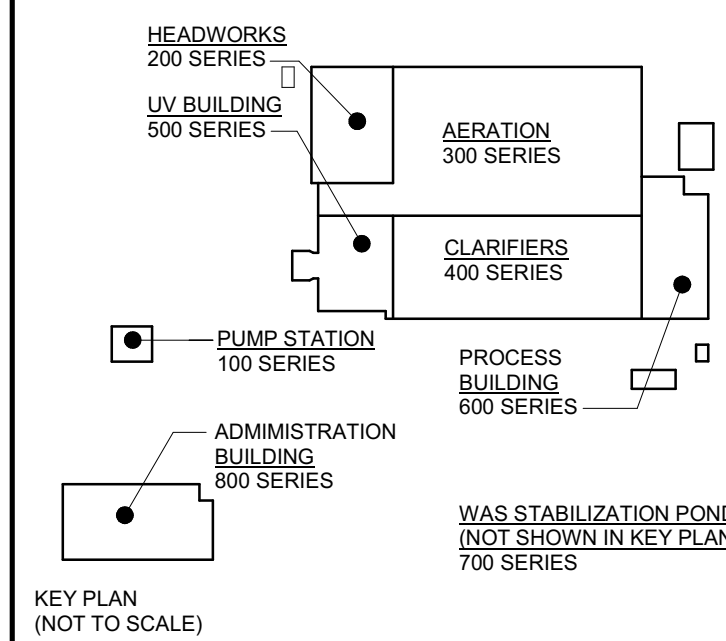 HEADWORKS
200 SERIES
UV BUILDING
500 SERIES
AERATION
300 SERIES
CLARIFIERS
400 SERIES
PUMP STATION
100 SERIES
PROCESS
BUILDING
600 SERIES
ADMIMISTRATION
BUILDING
800 SERIES
WAS STABILIZATION POND
(NOT SHOWN IN KEY PLAN
700 SERIES
KEY PLAN
(NOT TO SCALE)